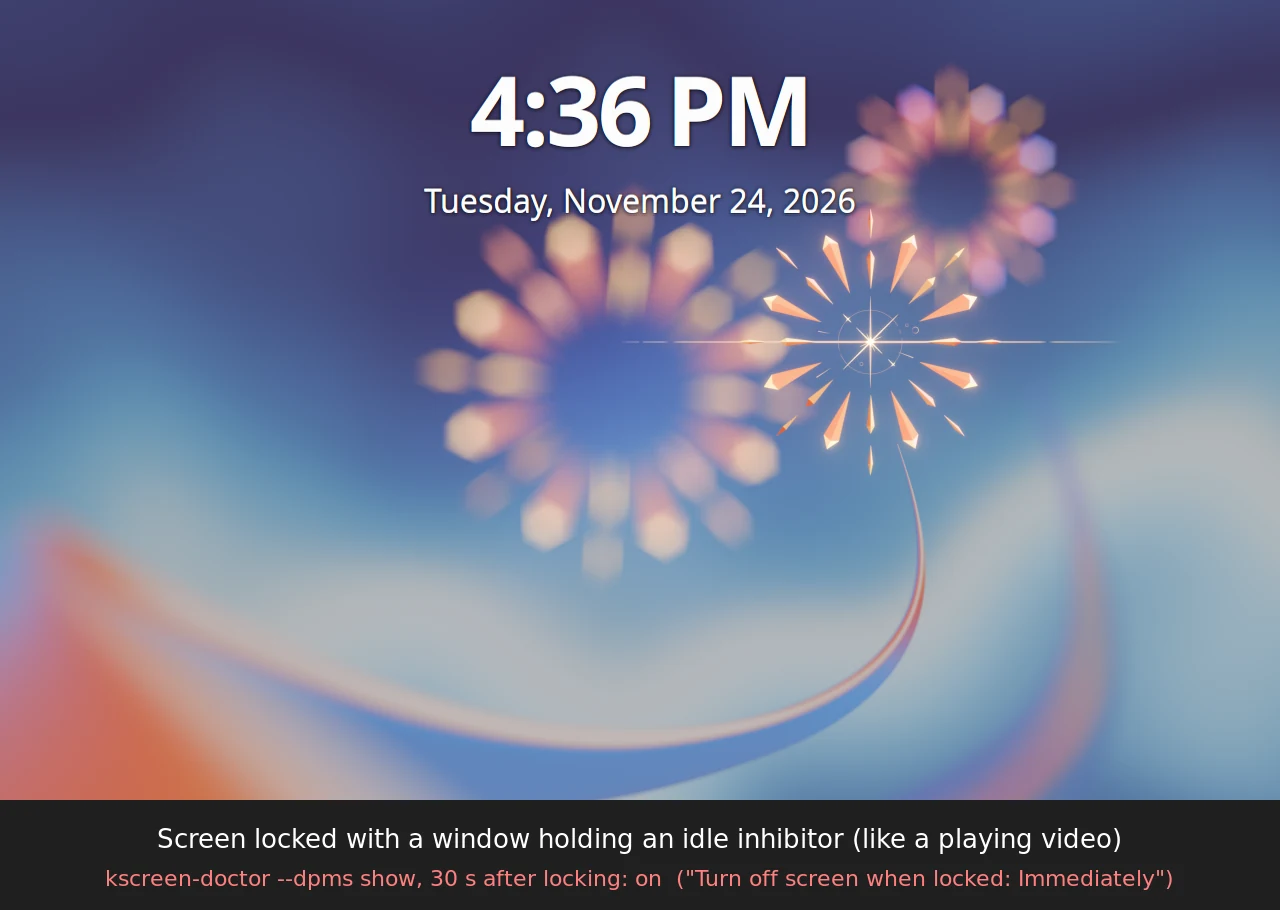 4:36 PM
Tuesday, November 24, 2026
Screen locked with a window holding an idle inhibitor (like a playing video)
kscreen-doctor --dpms show, 30 s after locking: on  ("Turn off screen when locked: Immediately")